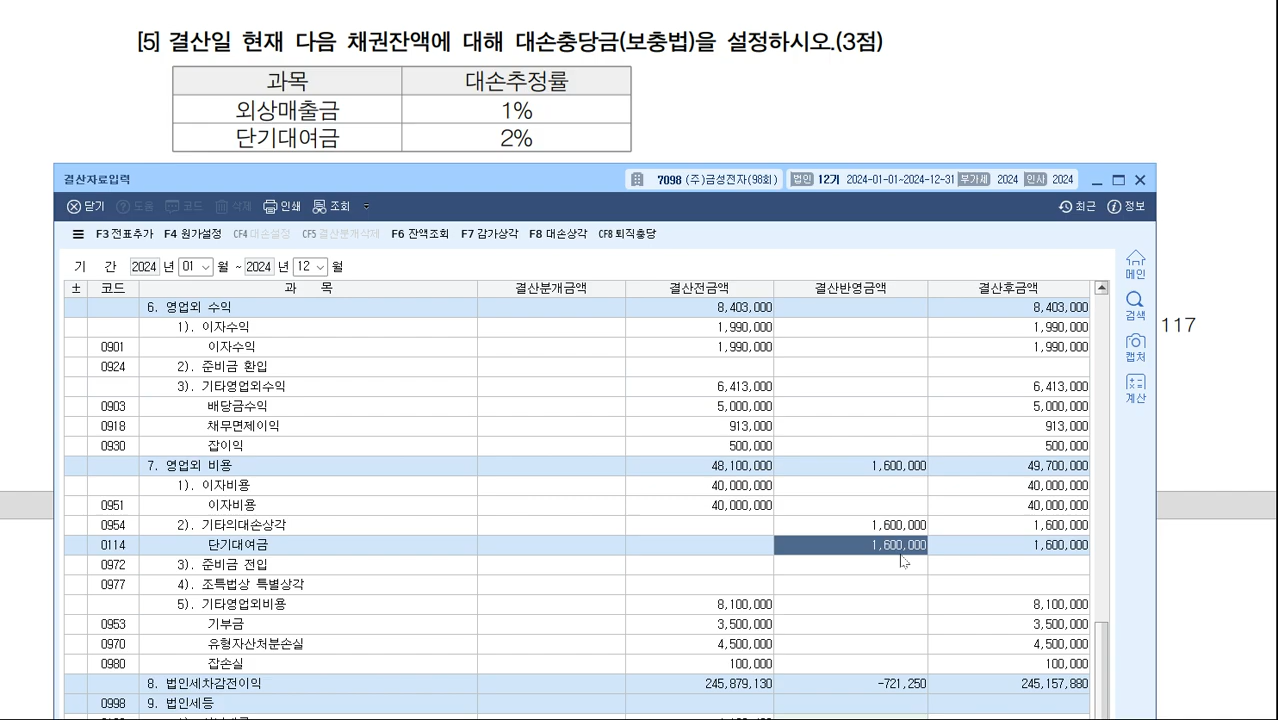 [5] 결산일 현재 다음 채권잔액에 대해 대손충당금(보충법)을 설정하시오.(3점)
과목 대손추정률
외상매출금 1%
단기대여금 2%
결산자료입력 7098 (주)금성전자(98회) 법인 12기 2024-01-01~2024-12-31 부가세 2024 인사 2024
닫기 도움 코드 삭제 인쇄 조회 최근 정보
F3 전표추가 F4 원가설정 CF4 대손설정 CF5 결산분개삭제 F6 잔액조회 F7 감가상각 F8 대손상각 CF8 퇴직충당
기 간 2024 년 01 월 ~ 2024 년 12 월
± 코드 과 목 결산분개금액 결산전금액 결산반영금액 결산후금액
6. 영업외 수익 8,403,000 8,403,000
1). 이자수익 1,990,000 1,990,000
0901 이자수익 1,990,000 1,990,000
0924 2). 준비금 환입
3). 기타영업외수익 6,413,000 6,413,000
0903 배당금수익 5,000,000 5,000,000
0918 채무면제이익 913,000 913,000
0930 잡이익 500,000 500,000
7. 영업외 비용 48,100,000 1,600,000 49,700,000
1). 이자비용 40,000,000 40,000,000
0951 이자비용 40,000,000 40,000,000
0954 2). 기타의대손상각 1,600,000 1,600,000
0114 단기대여금 1,600,000 1,600,000
0972 3). 준비금 전입
0977 4). 조특법상 특별상각
5). 기타영업외비용 8,100,000 8,100,000
0953 기부금 3,500,000 3,500,000
0970 유형자산처분손실 4,500,000 4,500,000
0980 잡손실 100,000 100,000
8. 법인세차감전이익 245,879,130 -721,250 245,157,880
0998 9. 법인세등
메인
검색
캡처
계산
117